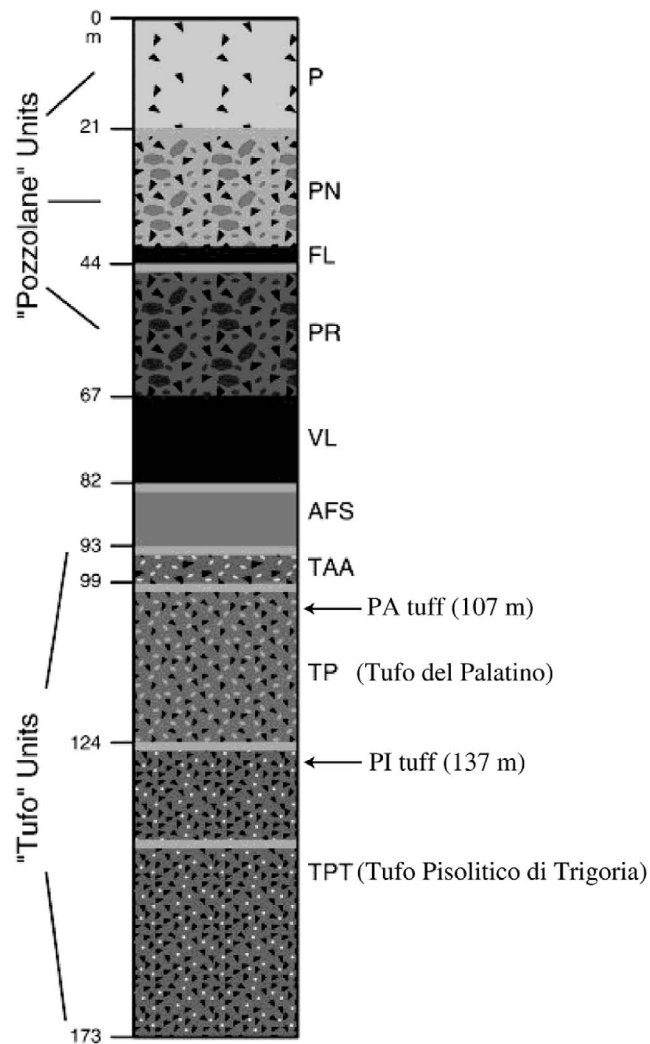 0
m
P
21
"Pozzolane" Units
PN
FL
44
PR
67
VL
82
AFS
93
TAA
99
PA tuff (107 m)
TP (Tufo del Palatino)
124
PI tuff (137 m)
"Tufo" Units
TPT (Tufo Pisolitico di Trigoria)
173